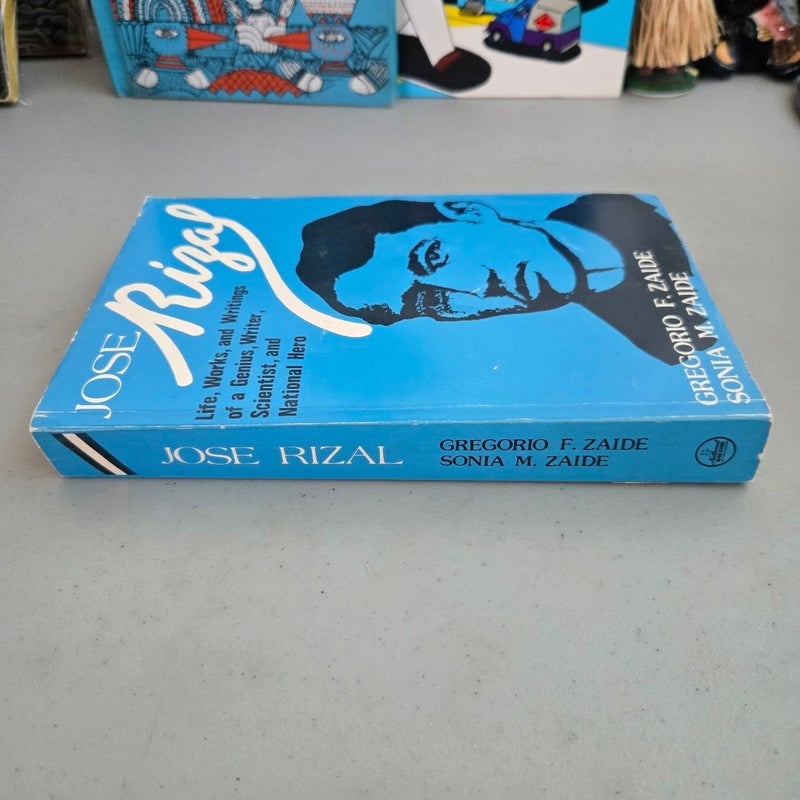 JOSE Rizal
Life, Works, and Writings
of a Genius, Writer,
Scientist, and
National Hero
GREGORIO F. ZAIDE
SONIA M. ZAIDE
JOSE RIZAL
GREGORIO F. ZAIDE
SONIA M. ZAIDE